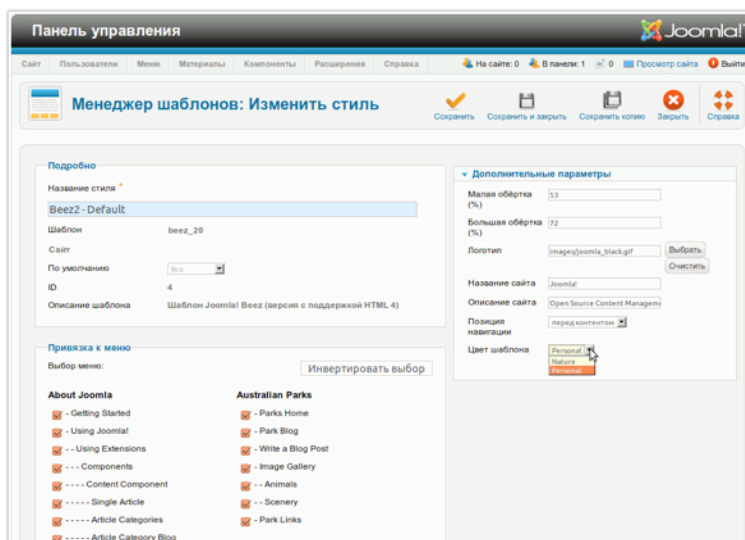 Панель управления
Joomla!
Сайт Пользователи Меню Материалы Компоненты Расширения Справка
На сайте: 0 В панели: 1 0 Просмотр сайта Выйти
Менеджер шаблонов: Изменить стиль
Сохранить Сохранить и закрыть Сохранить копию Закрыть Справка
Подробно
Название стиля *
Beez2 - Default
Шаблон beez_20
Сайт
По умолчанию Все
ID 4
Описание шаблона Шаблон Joomla! Beez (версия с поддержкой HTML 4)
Привязка к меню
Выбор меню: Инвертировать выбор
About Joomla
- Getting Started
- Using Joomla!
- - Using Extensions
- - - Components
- - - - Content Component
- - - - - Single Article
- - - - - Article Categories
- - - - - Article Category Blog
Australian Parks
- Parks Home
- Park Blog
- Write a Blog Post
- Image Gallery
- - Animals
- - Scenery
- Park Links
Дополнительные параметры
Малая обёртка 53
(%)
Большая обёртка 72
(%)
Логотип images/joomla_black.gif Выбрать
Очистить
Название сайта Joomla!
Описание сайта Open Source Content Manageme
Позиция
навигации перед контентом
Цвет шаблона Personal
Nature
Personal